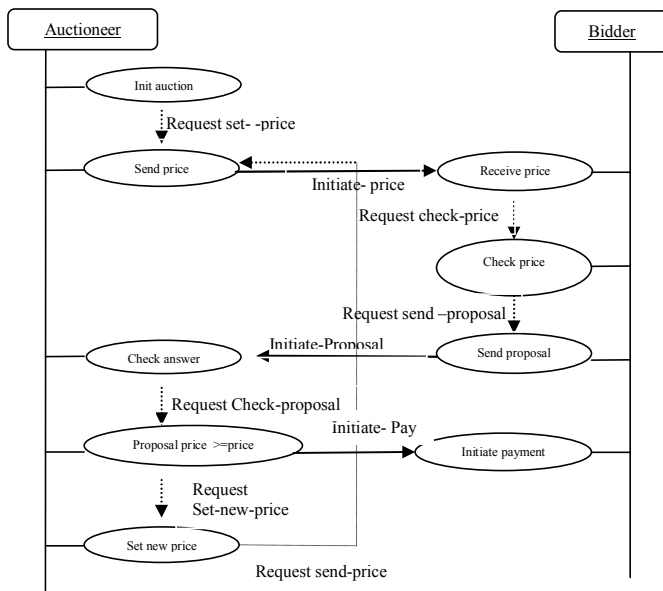 Auctioneer
Bidder
Init auction
Request set- -price
Send price
Receive price
Initiate- price
Request check-price
Check price
Request send –proposal
Initiate-Proposal
Check answer
Send proposal
Request Check-proposal
Initiate- Pay
Proposal price >=price
Initiate payment
Request
Set-new-price
Set new price
Request send-price